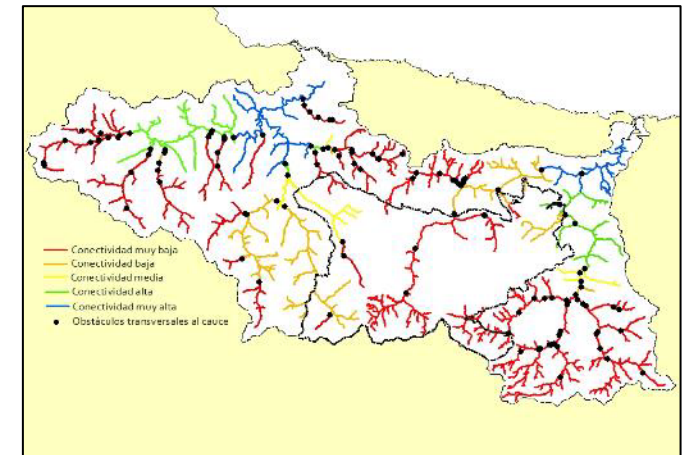 Conectividad muy baja
Conectividad baja
Conectividad media
Conectividad alta
Conectividad muy alta
Obstáculos transversales al cauce